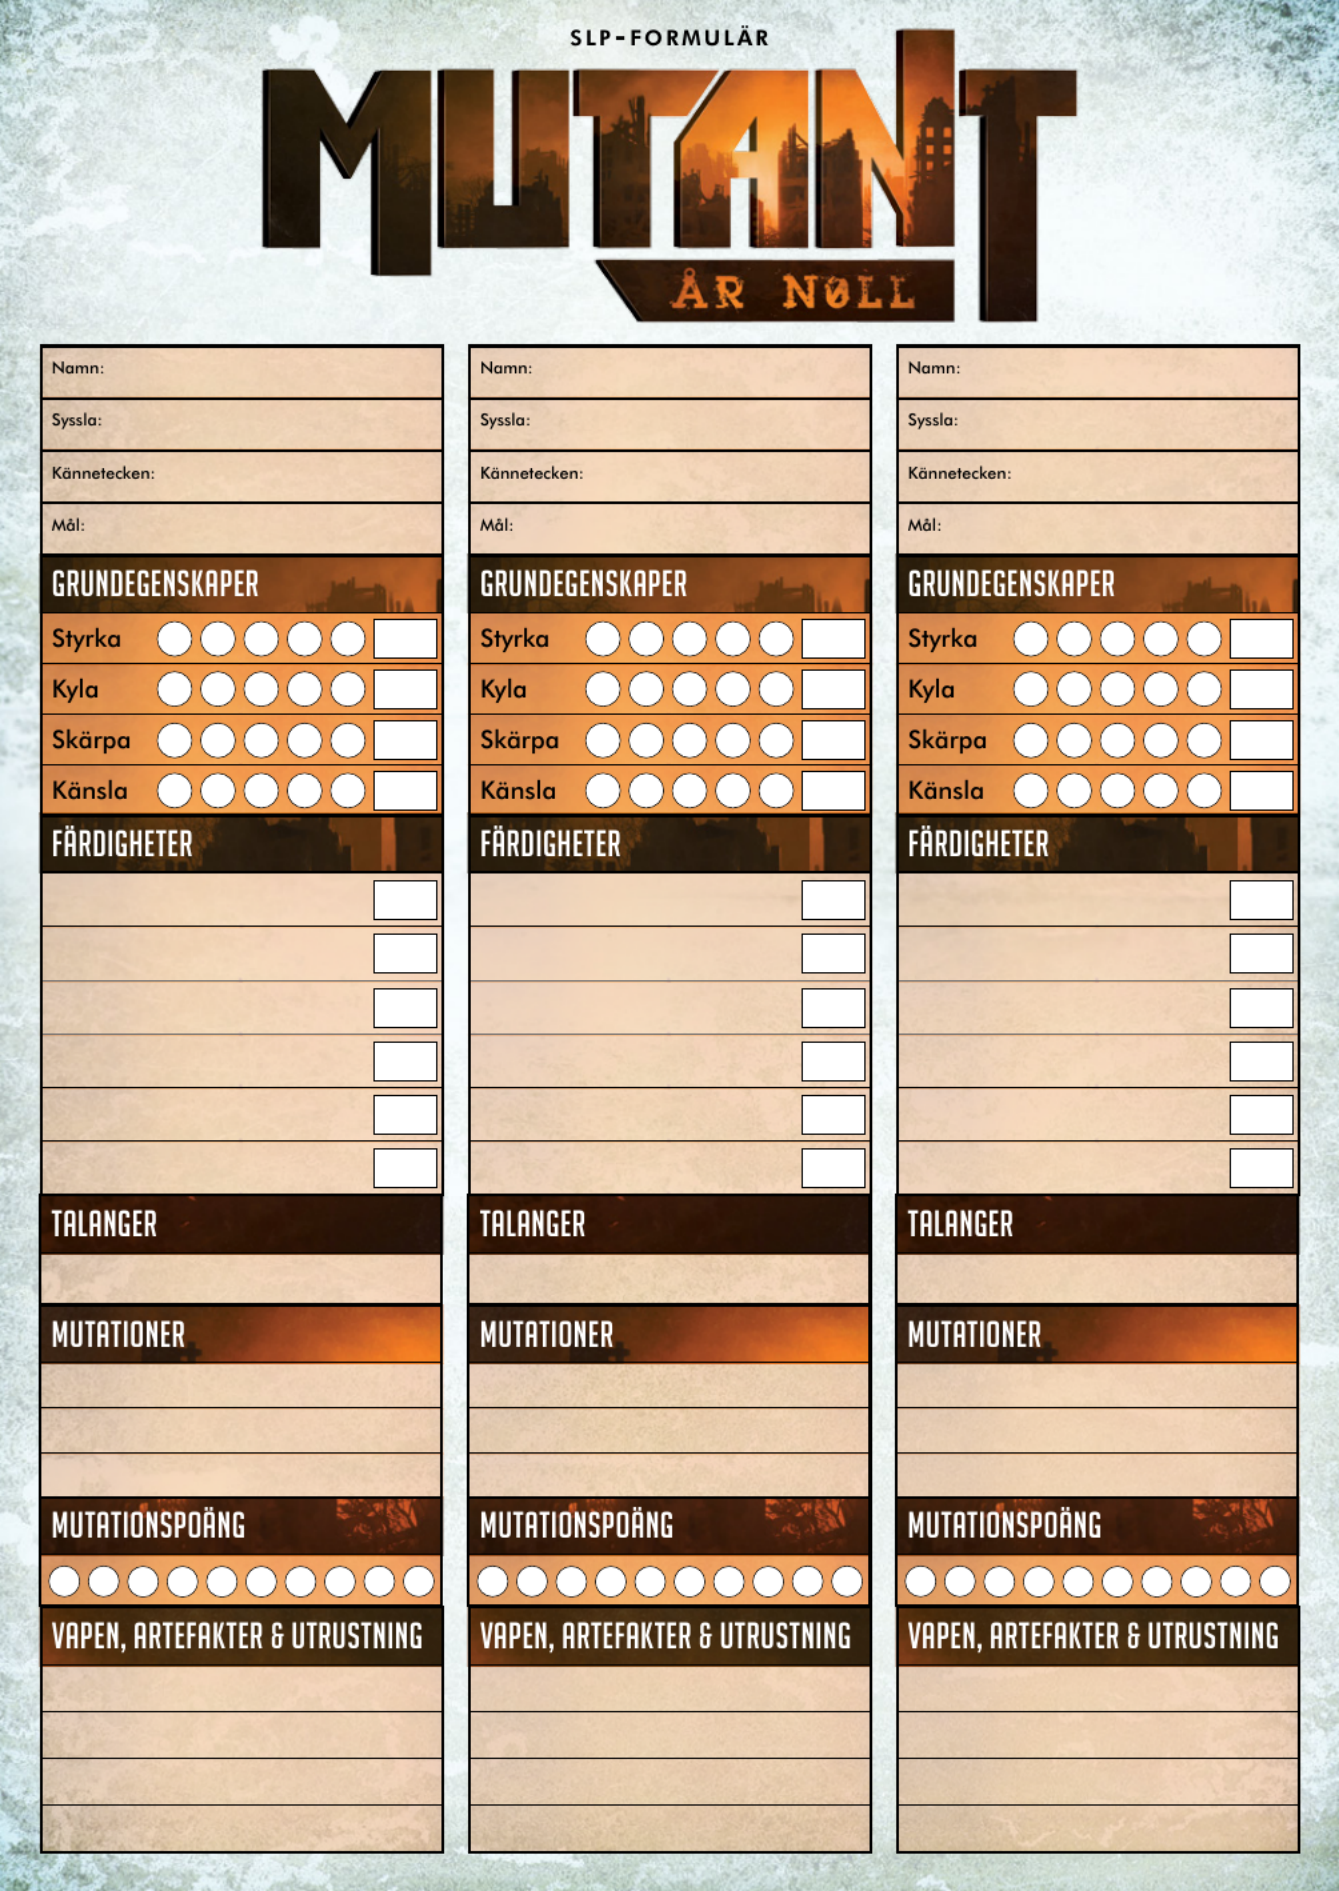 SLP-FORMULÄR
MUTANT
ÅR NØLL
Namn:
Syssla:
Kännetecken:
Mål:
GRUNDEGENSKAPER
Styrka
Kyla
Skärpa
Känsla
FÄRDIGHETER
TALANGER
MUTATIONER
MUTATIONSPOÄNG
VAPEN, ARTEFAKTER & UTRUSTNING
Namn:
Syssla:
Kännetecken:
Mål:
GRUNDEGENSKAPER
Styrka
Kyla
Skärpa
Känsla
FÄRDIGHETER
TALANGER
MUTATIONER
MUTATIONSPOÄNG
VAPEN, ARTEFAKTER & UTRUSTNING
Namn:
Syssla:
Kännetecken:
Mål:
GRUNDEGENSKAPER
Styrka
Kyla
Skärpa
Känsla
FÄRDIGHETER
TALANGER
MUTATIONER
MUTATIONSPOÄNG
VAPEN, ARTEFAKTER & UTRUSTNING